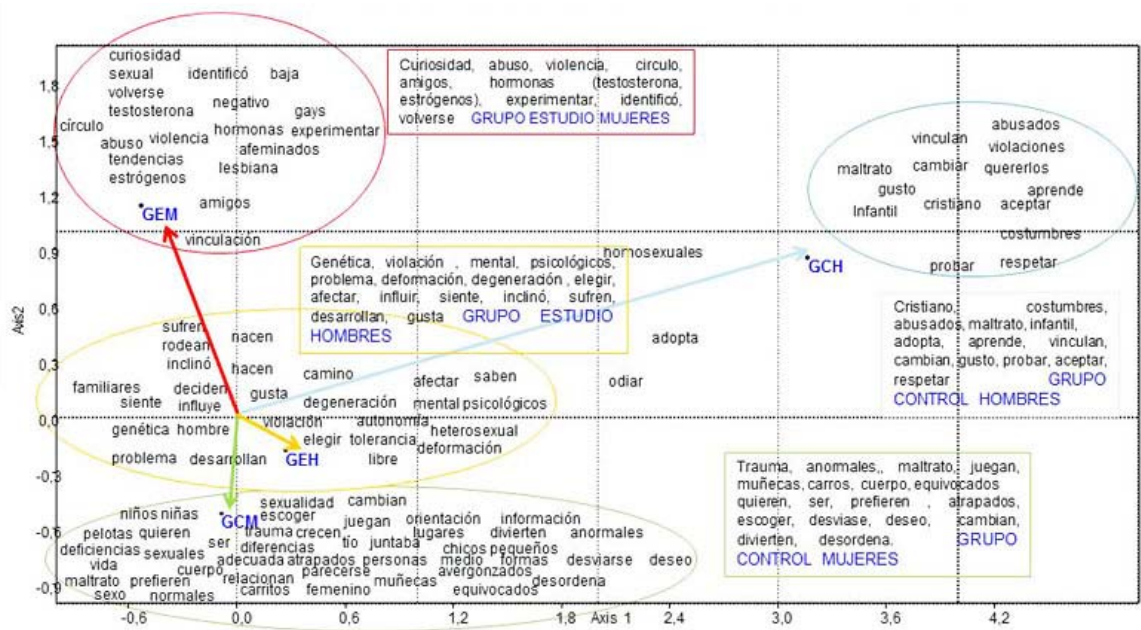 curiosidad
sexual identificó baja
volverse
testosterona negativo gays
círculo hormonas experimentar
abuso violencia afeminados
tendencias lesbiana
estrógenos
amigos
GEM
vinculación
Curiosidad, abuso, violencia, circulo,
amigos, hormonas (testosterona,
estrógenos), experimentar, identificó,
volverse GRUPO ESTUDIO MUJERES
abusados
vinculan
violaciones
maltrato cambiar quererlos
gusto aprende
Infantil cristiano aceptar
costumbres
probar respetar
GCH
homosexuales
adopta
odiar
Genética, violación , mental, psicológicos,
problema, deformación, degeneración , elegir,
afectar, influir, siente, inclinó, sufren,
desarrollan, gusta GRUPO ESTUDIO
HOMBRES
Cristiano, costumbres,
abusados, maltrato, infantil,
adopta, aprende, vinculan,
cambian, gusto, probar, aceptar,
respetar GRUPO
CONTROL HOMBRES
sufren
rodean nacen
inclinó hacen camino
familiares deciden gusta afectar saben
siente influye degeneración mental psicológicos
genética hombre violación autonomía
elegir tolerancia heterosexual
deformación
problema desarrollan GEH libre
Trauma, anormales,, maltrato, juegan,
muñecas, carros, cuerpo, equivocados
quieren, ser, prefieren , atrapados,
escoger, desviase, deseo, cambian,
divierten, desordena. GRUPO
CONTROL MUJERES
sexualidad cambian
niños niñas GCM escoger juegan orientación información
pelotas quieren trauma crecen lugares divierten anormales
deficiencias sexuales ser diferencias tío juntaba chicos pequeños
vida adecuada atrapados personas medio formas desviarse deseo
cuerpo parecerse avergonzados
maltrato prefieren relacionan muñecas desordena
sexo normales carritos femenino equivocados
1,8
1,5
1,2
0,9
0,6
0,3
0,0
-0,3
-0,6
-0,9
Axis2
-0,6 0,0 0,6 1,2 1,8 Axis 1 2,4 3,0 3,6 4,2